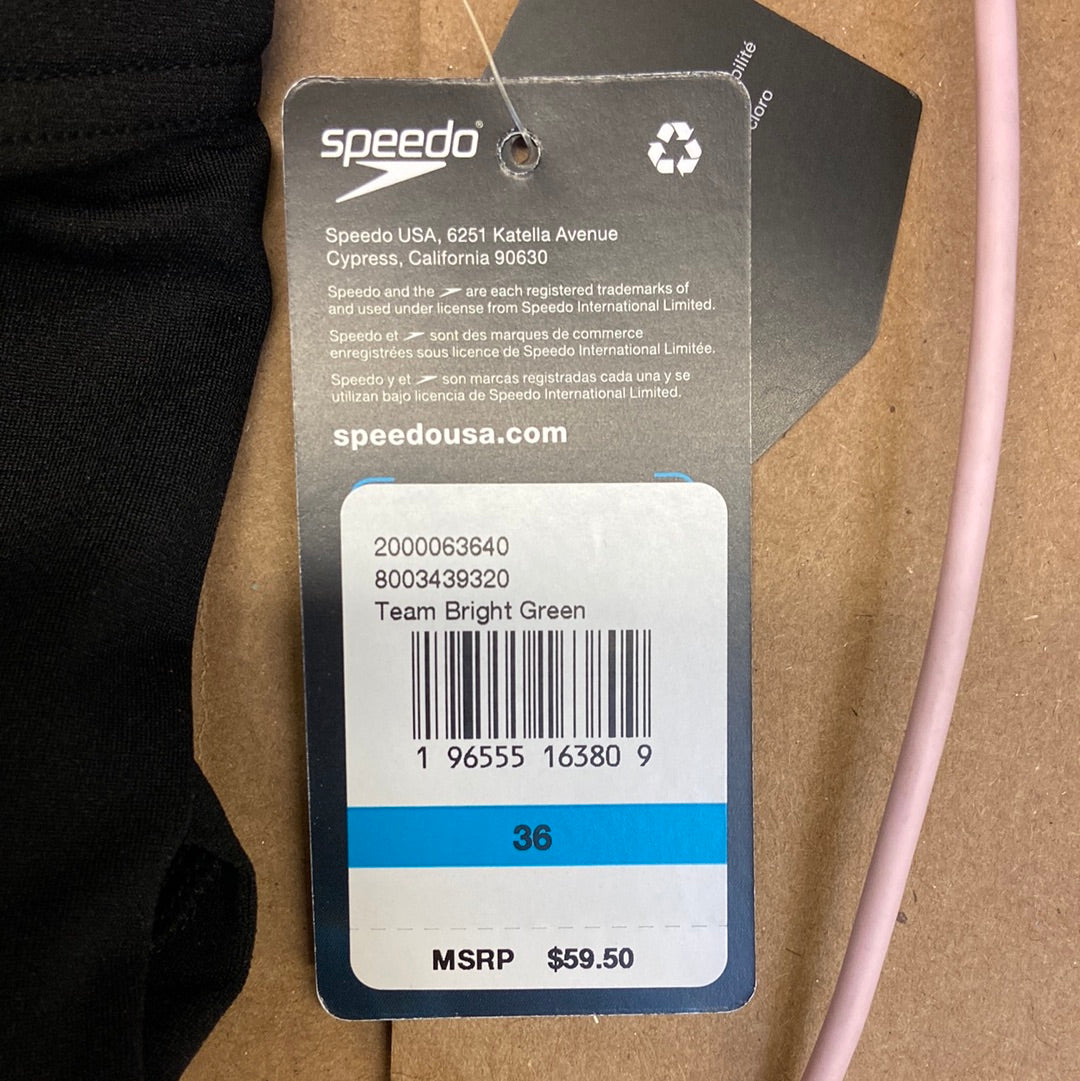 speedo®
Speedo USA, 6251 Katella Avenue
Cypress, California 90630
Speedo and the are each registered trademarks of
and used under license from Speedo International Limited.
Speedo et sont des marques de commerce
enregistrées sous licence de Speedo International Limitée.
Speedo y et son marcas registradas cada una y se
utilizan bajo licencia de Speedo International Limited.
speedousa.com
2000063640
8003439320
Team Bright Green
1 96555 16380 9
36
MSRP $59.50
cloro